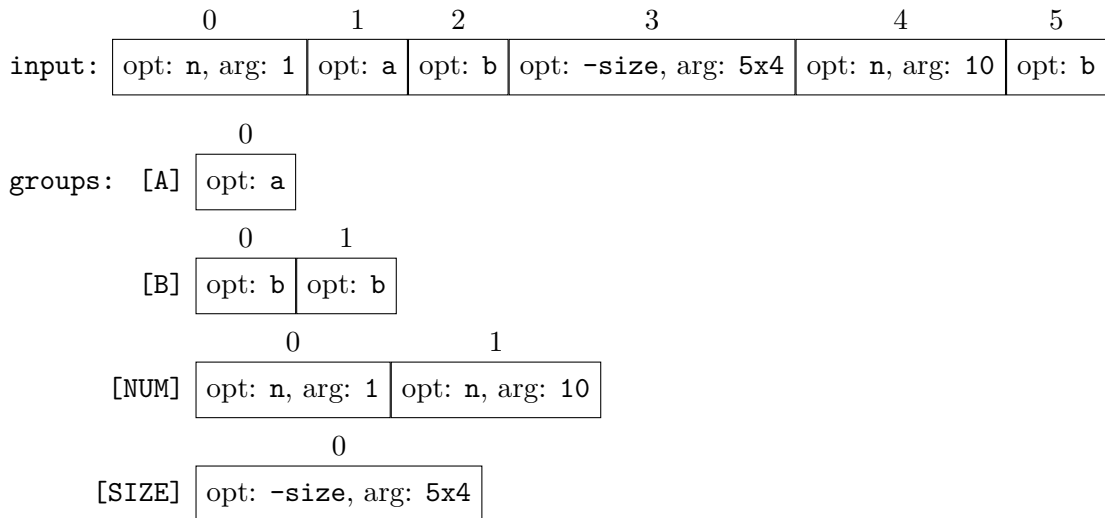 0 1 2 3 4 5
input: opt: n, arg: 1 opt: a opt: b opt: -size, arg: 5x4 opt: n, arg: 10 opt: b
0
groups: [A] opt: a
0 1
[B] opt: b opt: b
0 1
[NUM] opt: n, arg: 1 opt: n, arg: 10
0
[SIZE] opt: -size, arg: 5x4